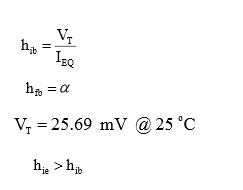 h_ib = V_T / I_EQ
h_fb = α
V_T = 25.69 mV @ 25 °C
h_ie > h_ib